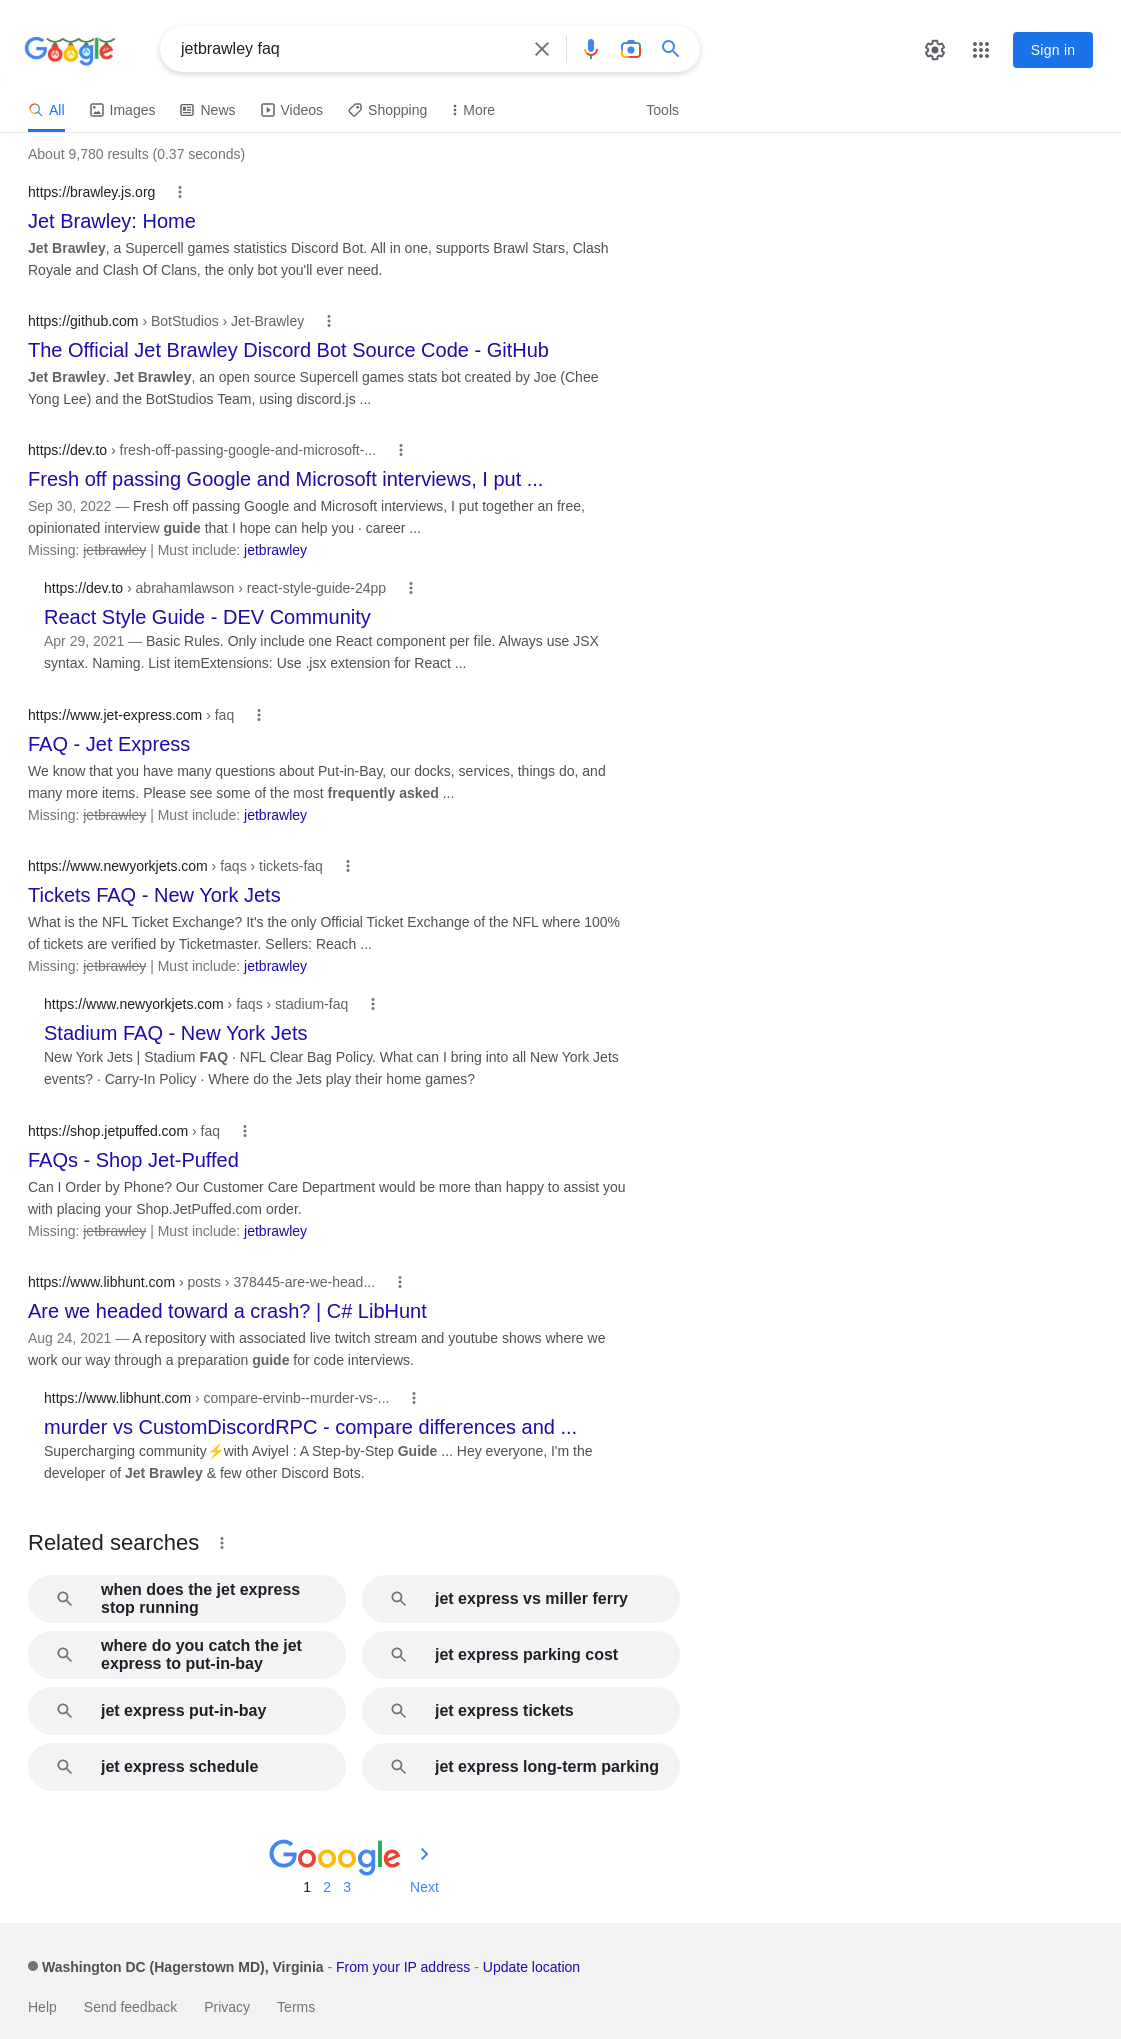 Google
jetbrawley faq
Sign in
All Images News Videos Shopping More Tools
About 9,780 results (0.37 seconds)
https://brawley.js.org
Jet Brawley: Home
Jet Brawley, a Supercell games statistics Discord Bot. All in one, supports Brawl Stars, Clash
Royale and Clash Of Clans, the only bot you'll ever need.
https://github.com › BotStudios › Jet-Brawley
The Official Jet Brawley Discord Bot Source Code - GitHub
Jet Brawley. Jet Brawley, an open source Supercell games stats bot created by Joe (Chee
Yong Lee) and the BotStudios Team, using discord.js ...
https://dev.to › fresh-off-passing-google-and-microsoft-...
Fresh off passing Google and Microsoft interviews, I put ...
Sep 30, 2022 — Fresh off passing Google and Microsoft interviews, I put together an free,
opinionated interview guide that I hope can help you · career ...
Missing: jetbrawley | Must include: jetbrawley
https://dev.to › abrahamlawson › react-style-guide-24pp
React Style Guide - DEV Community
Apr 29, 2021 — Basic Rules. Only include one React component per file. Always use JSX
syntax. Naming. List itemExtensions: Use .jsx extension for React ...
https://www.jet-express.com › faq
FAQ - Jet Express
We know that you have many questions about Put-in-Bay, our docks, services, things do, and
many more items. Please see some of the most frequently asked ...
Missing: jetbrawley | Must include: jetbrawley
https://www.newyorkjets.com › faqs › tickets-faq
Tickets FAQ - New York Jets
What is the NFL Ticket Exchange? It's the only Official Ticket Exchange of the NFL where 100%
of tickets are verified by Ticketmaster. Sellers: Reach ...
Missing: jetbrawley | Must include: jetbrawley
https://www.newyorkjets.com › faqs › stadium-faq
Stadium FAQ - New York Jets
New York Jets | Stadium FAQ · NFL Clear Bag Policy. What can I bring into all New York Jets
events? · Carry-In Policy · Where do the Jets play their home games?
https://shop.jetpuffed.com › faq
FAQs - Shop Jet-Puffed
Can I Order by Phone? Our Customer Care Department would be more than happy to assist you
with placing your Shop.JetPuffed.com order.
Missing: jetbrawley | Must include: jetbrawley
https://www.libhunt.com › posts › 378445-are-we-head...
Are we headed toward a crash? | C# LibHunt
Aug 24, 2021 — A repository with associated live twitch stream and youtube shows where we
work our way through a preparation guide for code interviews.
https://www.libhunt.com › compare-ervinb--murder-vs-...
murder vs CustomDiscordRPC - compare differences and ...
Supercharging community⚡with Aviyel : A Step-by-Step Guide ... Hey everyone, I'm the
developer of Jet Brawley & few other Discord Bots.
Related searches
when does the jet express
stop running
jet express vs miller ferry
where do you catch the jet
express to put-in-bay
jet express parking cost
jet express put-in-bay
jet express tickets
jet express schedule
jet express long-term parking
Gooogle
1 2 3 Next
Washington DC (Hagerstown MD), Virginia - From your IP address - Update location
Help Send feedback Privacy Terms